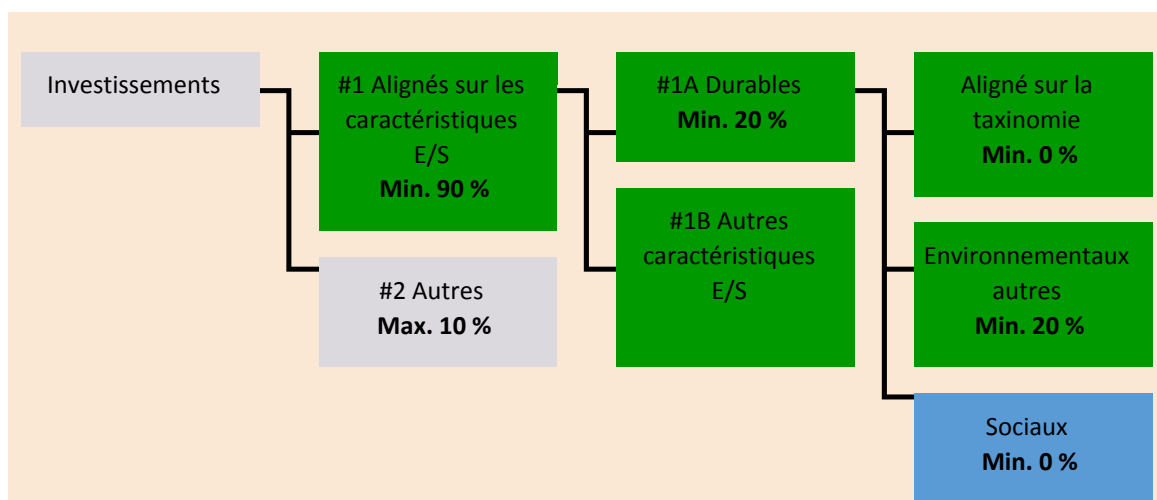 Investissements
#1 Alignés sur les
caractéristiques
E/S
Min. 90 %
#2 Autres
Max. 10 %
#1A Durables
Min. 20 %
#1B Autres
caractéristiques
E/S
Aligné sur la
taxinomie
Min. 0 %
Environnementaux
autres
Min. 20 %
Sociaux
Min. 0 %